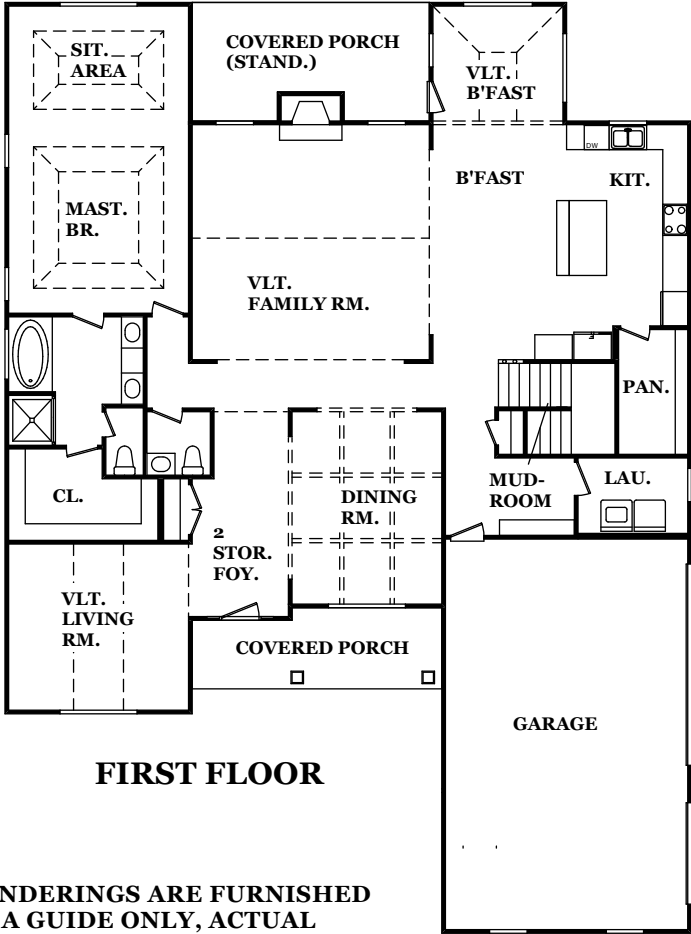 SIT.
AREA
COVERED PORCH
(STAND.)
VLT.
B'FAST
DW
B'FAST
KIT.
MAST.
BR.
VLT.
FAMILY RM.
PAN.
CL.
DINING
RM.
MUD-
ROOM
LAU.
2
STOR.
FOY.
VLT.
LIVING
RM.
COVERED PORCH
GARAGE
FIRST FLOOR
NDERINGS ARE FURNISHED
A GUIDE ONLY, ACTUAL